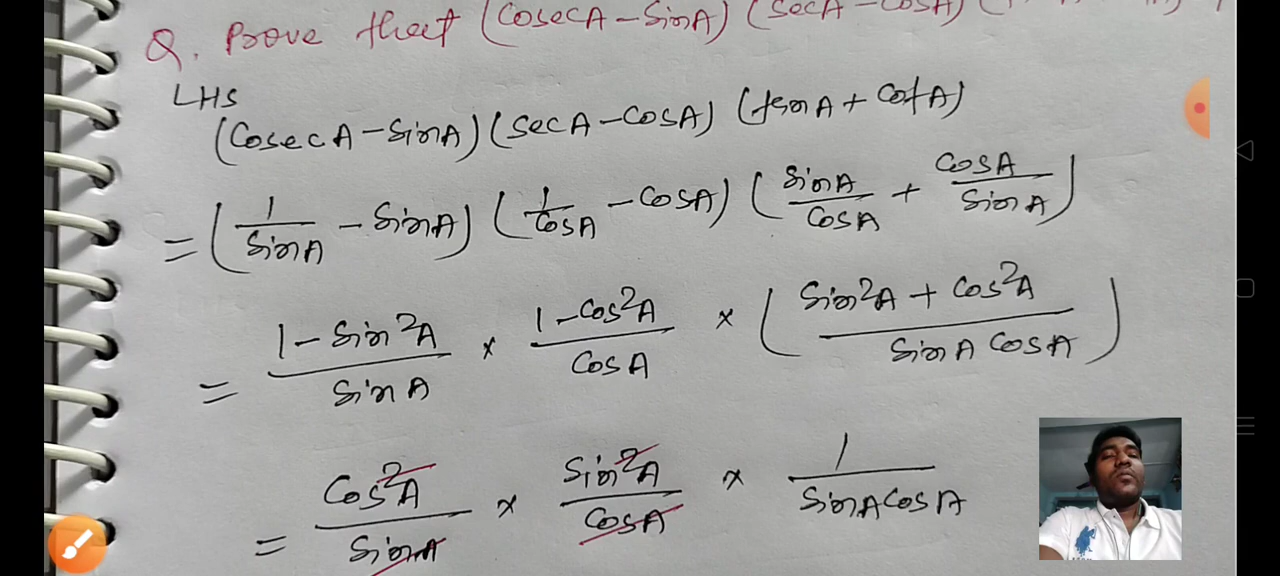 Q. Prove that (CosecA - SinA) (SecA - CosA)
LHS
(CosecA - SinA) (SecA - CosA) (tanA + CotA)
= (1/SinA - SinA) (1/CosA - CosA) (SinA/CosA + CosA/SinA)
= 1 - Sin²A/SinA × 1 - Cos²A/CosA × (Sin²A + Cos²A/SinA CosA)
= Cos²A/SinA × Sin²A/CosA × 1/SinACosA